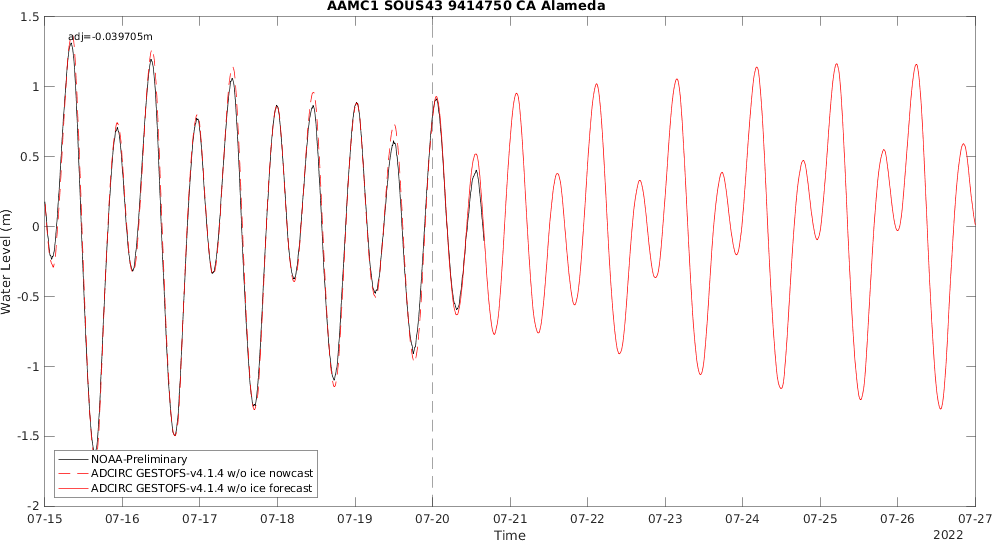 AAMC1 SOUS43 9414750 CA Alameda
adj=-0.039705m
1.5
1
0.5
0
-0.5
-1
-1.5
-2
Water Level (m)
NOAA-Preliminary
ADCIRC GESTOFS-v4.1.4 w/o ice nowcast
ADCIRC GESTOFS-v4.1.4 w/o ice forecast
07-15 07-16 07-17 07-18 07-19 07-20 07-21 07-22 07-23 07-24 07-25 07-26 07-27
Time
2022